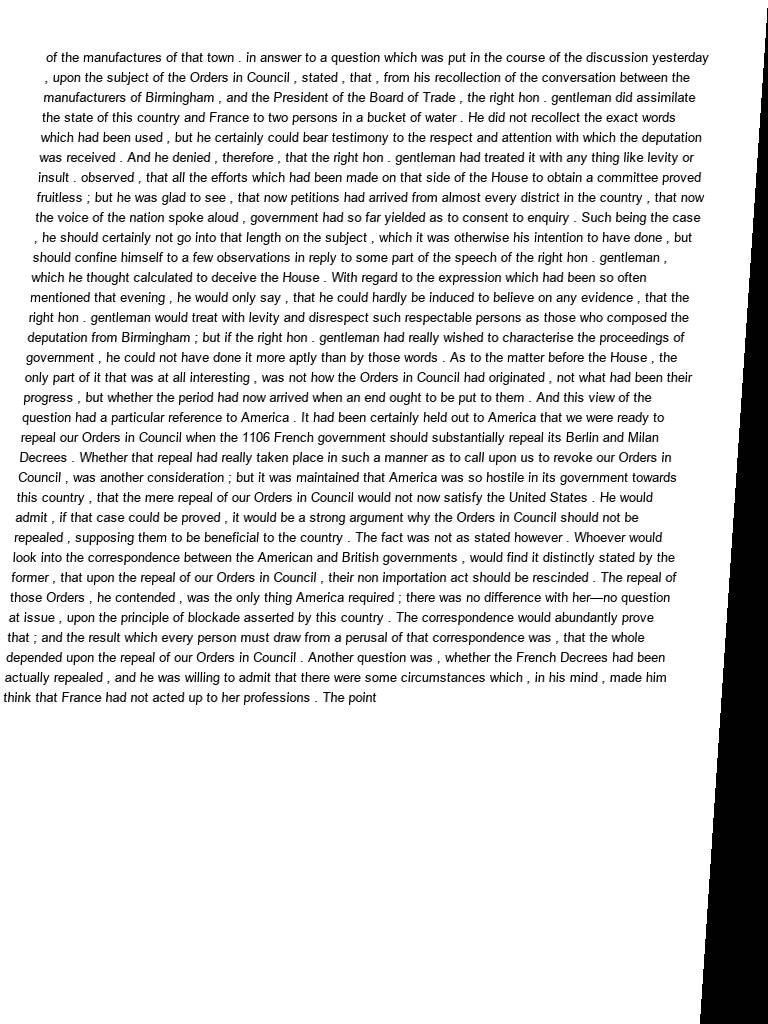 of the manufactures of that town . in answer to a question which was put in the course of the discussion yesterday
, upon the subject of the Orders in Council , stated , that , from his recollection of the conversation between the
manufacturers of Birmingham , and the President of the Board of Trade , the right hon . gentleman did assimilate
the state of this country and France to two persons in a bucket of water . He did not recollect the exact words
which had been used , but he certainly could bear testimony to the respect and attention with which the deputation
was received . And he denied , therefore , that the right hon . gentleman had treated it with any thing like levity or
insult . observed , that all the efforts which had been made on that side of the House to obtain a committee proved
fruitless ; but he was glad to see , that now petitions had arrived from almost every district in the country , that now
the voice of the nation spoke aloud , government had so far yielded as to consent to enquiry . Such being the case
, he should certainly not go into that length on the subject , which it was otherwise his intention to have done , but
should confine himself to a few observations in reply to some part of the speech of the right hon . gentleman ,
which he thought calculated to deceive the House . With regard to the expression which had been so often
mentioned that evening , he would only say , that he could hardly be induced to believe on any evidence , that the
right hon . gentleman would treat with levity and disrespect such respectable persons as those who composed the
deputation from Birmingham ; but if the right hon . gentleman had really wished to characterise the proceedings of
government , he could not have done it more aptly than by those words . As to the matter before the House , the
only part of it that was at all interesting , was not how the Orders in Council had originated , not what had been their
progress , but whether the period had now arrived when an end ought to be put to them . And this view of the
question had a particular reference to America . It had been certainly held out to America that we were ready to
repeal our Orders in Council when the 1106 French government should substantially repeal its Berlin and Milan
Decrees . Whether that repeal had really taken place in such a manner as to call upon us to revoke our Orders in
Council , was another consideration ; but it was maintained that America was so hostile in its government towards
this country , that the mere repeal of our Orders in Council would not now satisfy the United States . He would
admit , if that case could be proved , it would be a strong argument why the Orders in Council should not be
repealed , supposing them to be beneficial to the country . The fact was not as stated however . Whoever would
look into the correspondence between the American and British governments , would find it distinctly stated by the
former , that upon the repeal of our Orders in Council , their non importation act should be rescinded . The repeal of
those Orders , he contended , was the only thing America required ; there was no difference with her—no question
at issue , upon the principle of blockade asserted by this country . The correspondence would abundantly prove
that ; and the result which every person must draw from a perusal of that correspondence was , that the whole
depended upon the repeal of our Orders in Council . Another question was , whether the French Decrees had been
actually repealed , and he was willing to admit that there were some circumstances which , in his mind , made him
think that France had not acted up to her professions . The point